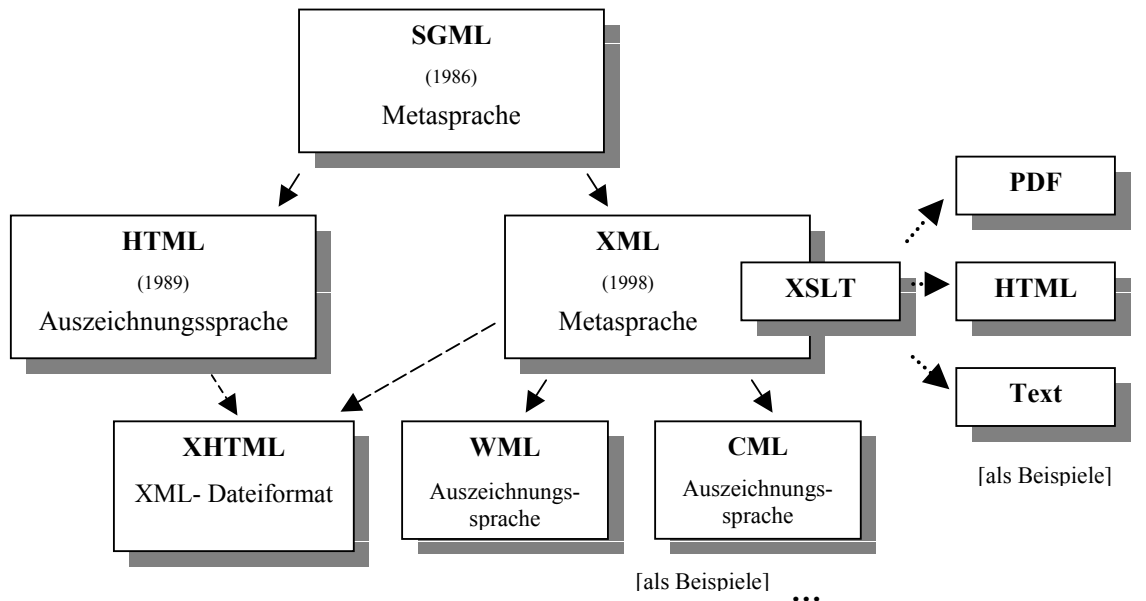 SGML
(1986)
Metasprache
HTML
(1989)
Auszeichnungssprache
XML
(1998)
Metasprache
XSLT
PDF
HTML
Text
[als Beispiele]
XHTML
XML- Dateiformat
WML
Auszeichnungs-
sprache
CML
Auszeichnungs-
sprache
[als Beispiele]
...